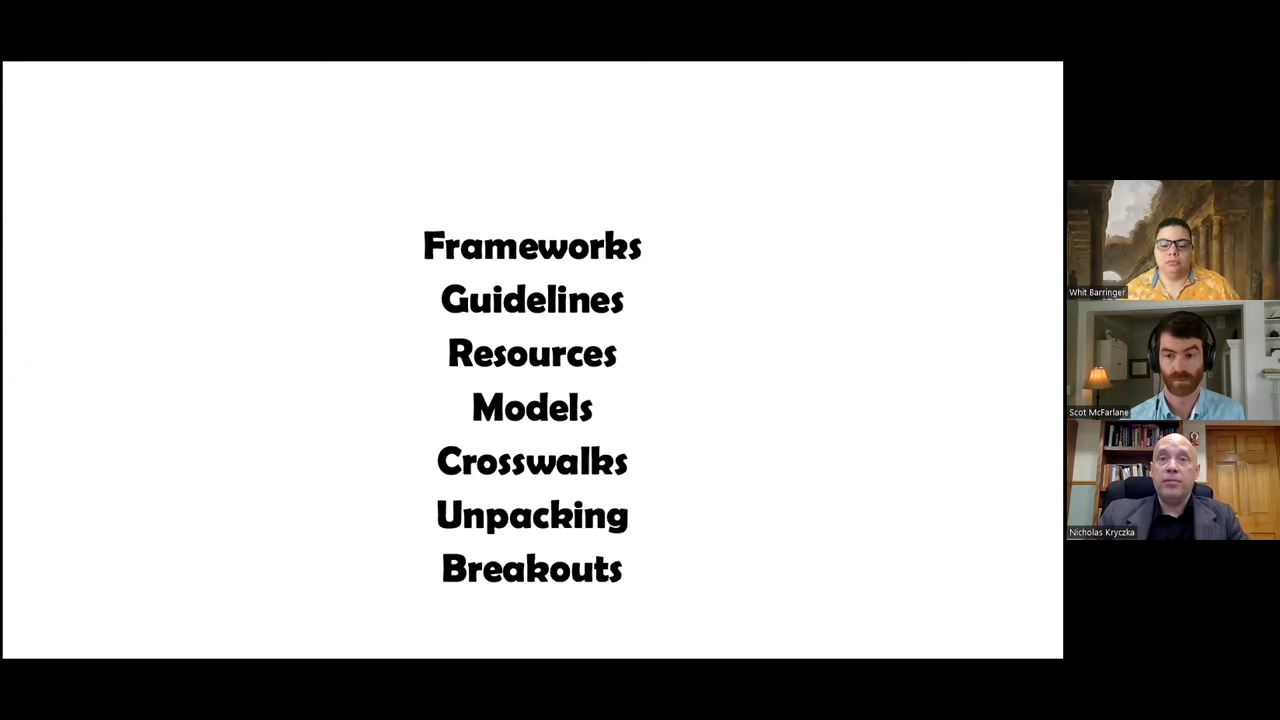 Frameworks
Guidelines
Resources
Models
Crosswalks
Unpacking
Breakouts
Whit Barringer
Scot McFarlane
Nicholas Kryczka